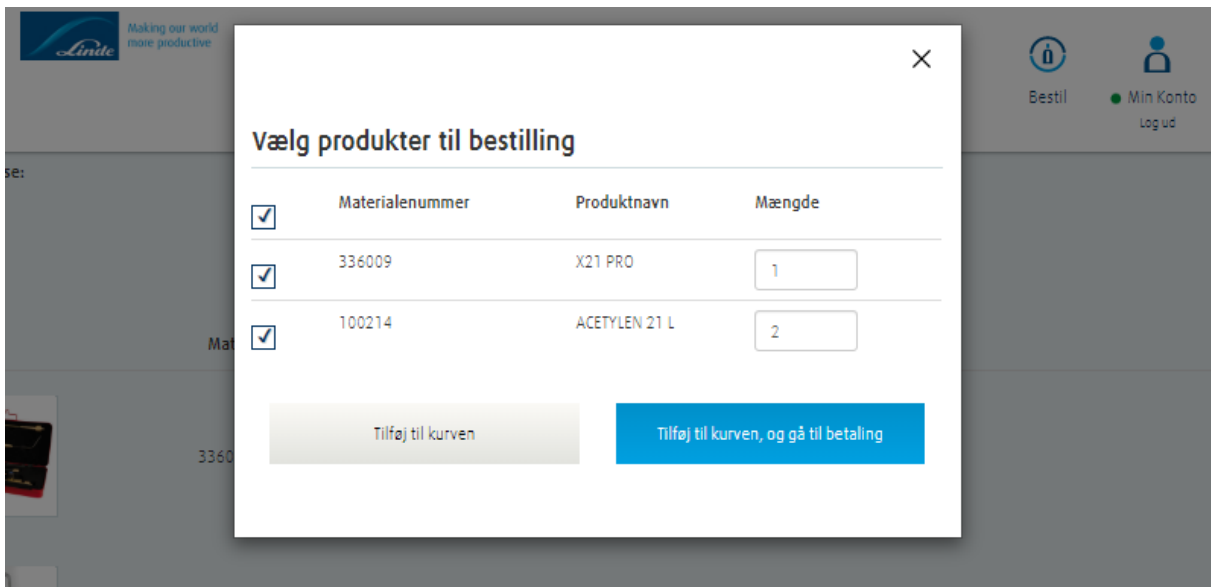 Linde
Making our world
more productive
Bestil
Min Konto
Log ud
se:
Vælg produkter til bestilling
Materialenummer Produktnavn Mængde
336009 X21 PRO 1
100214 ACETYLEN 21 L 2
Mat
3360
Tilføj til kurven
Tilføj til kurven, og gå til betaling